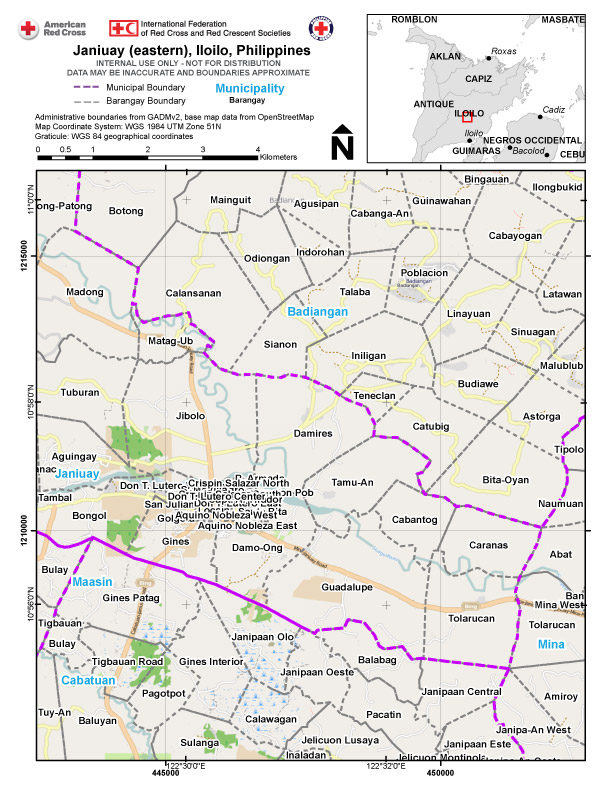 American
Red Cross
International Federation
of Red Cross and Red Crescent Societies
Janiuay (eastern), Iloilo, Philippines
INTERNAL USE ONLY - NOT FOR DISTRIBUTION
DATA MAY BE INACCURATE AND BOUNDARIES APPROXIMATE
Municipal Boundary
Municipality
Barangay Boundary
Barangay
Administrative boundaries from GADMv2, base map data from OpenStreetMap
Map Coordinate System: WGS 1984 UTM Zone 51N
Graticule: WGS 84 geographical coordinates
0 1 2 3 4
Kilometers
N
ROMBLON
MASBATE
AKLAN
Roxas
CAPIZ
ANTIQUE
ILOILO
Cadiz
Iloilo
NEGROS OCCIDENTAL
GUIMARAS
Bacolod
CEBU
11°0'0"N
ong-Patong
Botong
Mainguit
Agusipan
Cabanga-An
Bingauan
Guinawahan
Ilongbukid
Cabayogan
1215000
Odiongan
Indorohan
Poblacion
Badiangan
Madong
Calansanan
Talaba
Latawan
Badiangan
Linayuan
Sinuagan
Matag-Ub
Sianon
Iniligan
Malublub
10°58'0"N
Tuburan
Budiawe
Teneclan
Jibolo
Catubig
Astorga
Damires
Tipolo
Aguingay
Janiuay
Tambal
Don T. Lutero
Crispin Salazar North
Don T. Lutero Center
Tamu-An
Bita-Oyan
Aquino Nobleza West
Aquino Nobleza East
Bongol
Cabantog
Naumuan
1210000
Gines
Damo-Ong
Caranas
Abat
Bulay
Maasin
Gines Patag
Guadalupe
Bing
Bing
10°56'0"N
Ban
Mina West
Tigbauan
Tolarucan
Tolarucan
Bulay
Janipaan Olo
Mina
Tigbauan Road
Gines Interior
Balabag
Cabatuan
Janipaan Oeste
Pagotpot
Janipaan Central
Amiroy
Tuy-An
Baluyan
Calawagan
Pacatin
Janipa-An West
Sulanga
Jelicuon Lusaya
Janipaan Este
Inaladan
Jelicuon Montinola
445000
122°30'0"E
122°32'0"E
450000